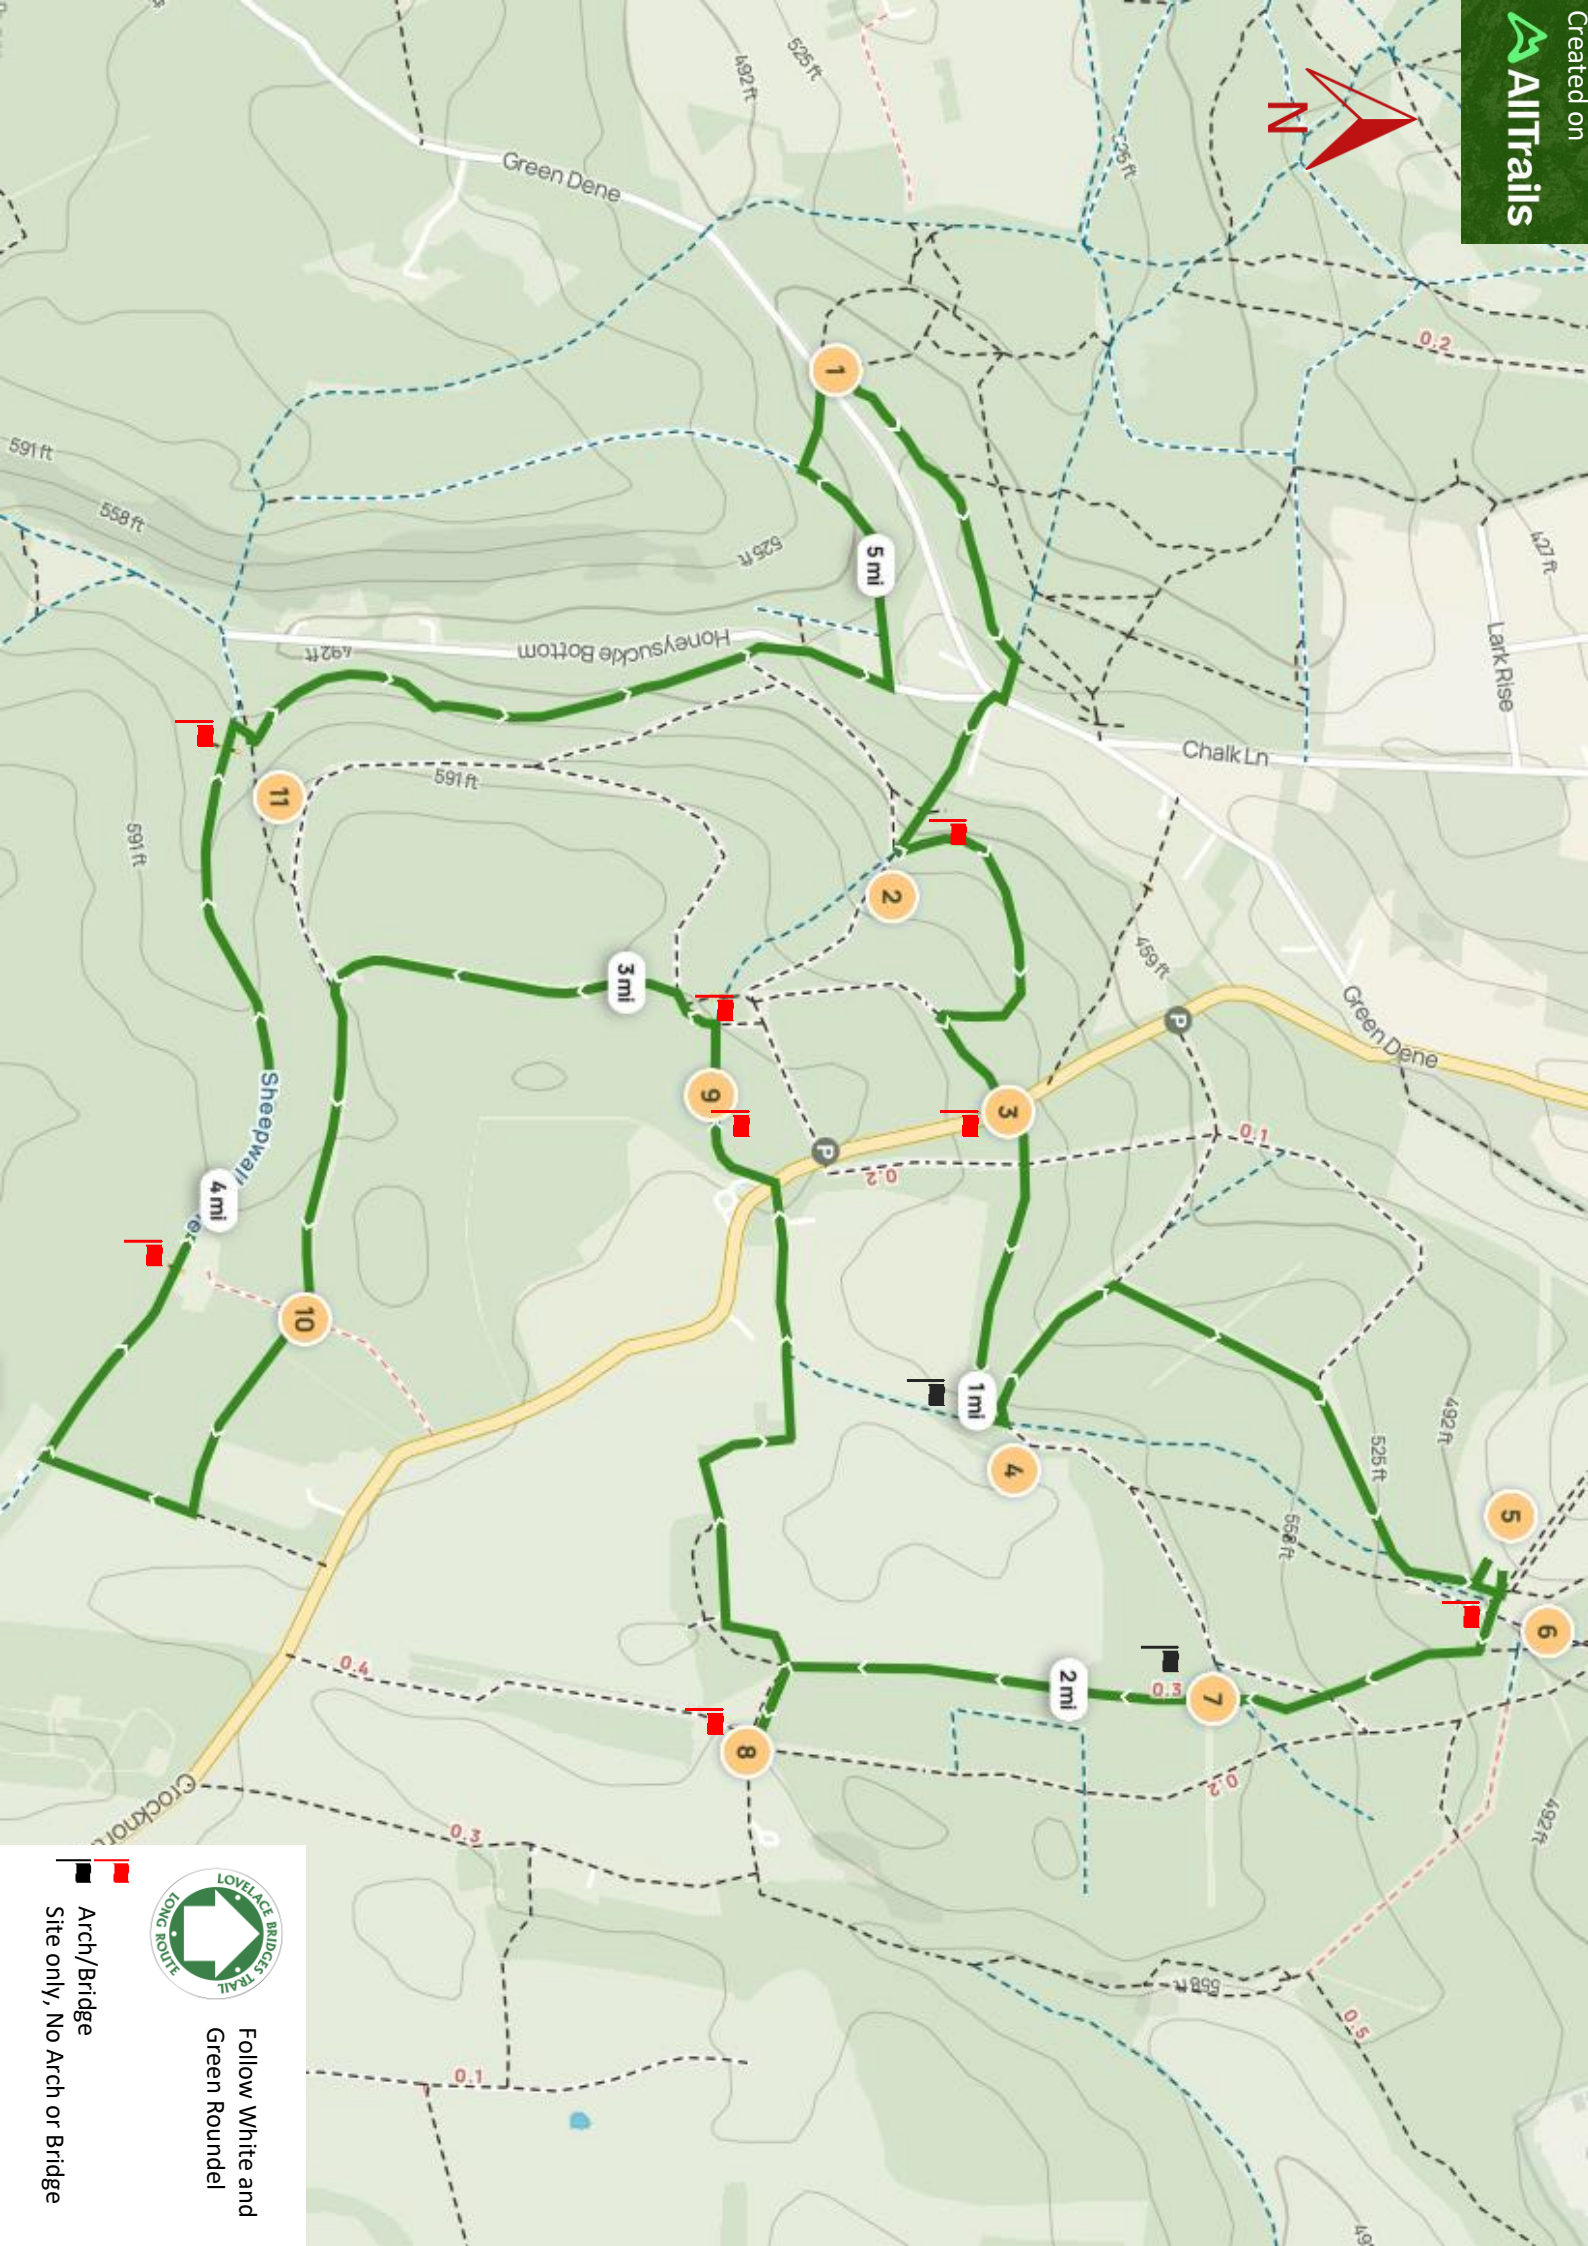 Created on
AllTrails
N
525 ft
492 ft
Green Dene
0.2
427 ft
Lark Rise
591 ft
558 ft
525 ft
1
5 mi
Honeysuckle Bottom
492 ft
Chalk Ln
591 ft
11
591 ft
2
459 ft
Green Dene
3 mi
P
9
3
P
0.1
0.2
Sheepwalk
4 mi
10
1 mi
4
492 ft
525 ft
558 ft
5
6
7
0.3
2 mi
0.4
8
0.2
492 ft
0.3
558 ft
0.5
0.1
LOVELACE BRIDGES TRAIL
LONG ROUTE
Follow White and
Green Roundel
Arch/Bridge
Site only, No Arch or Bridge